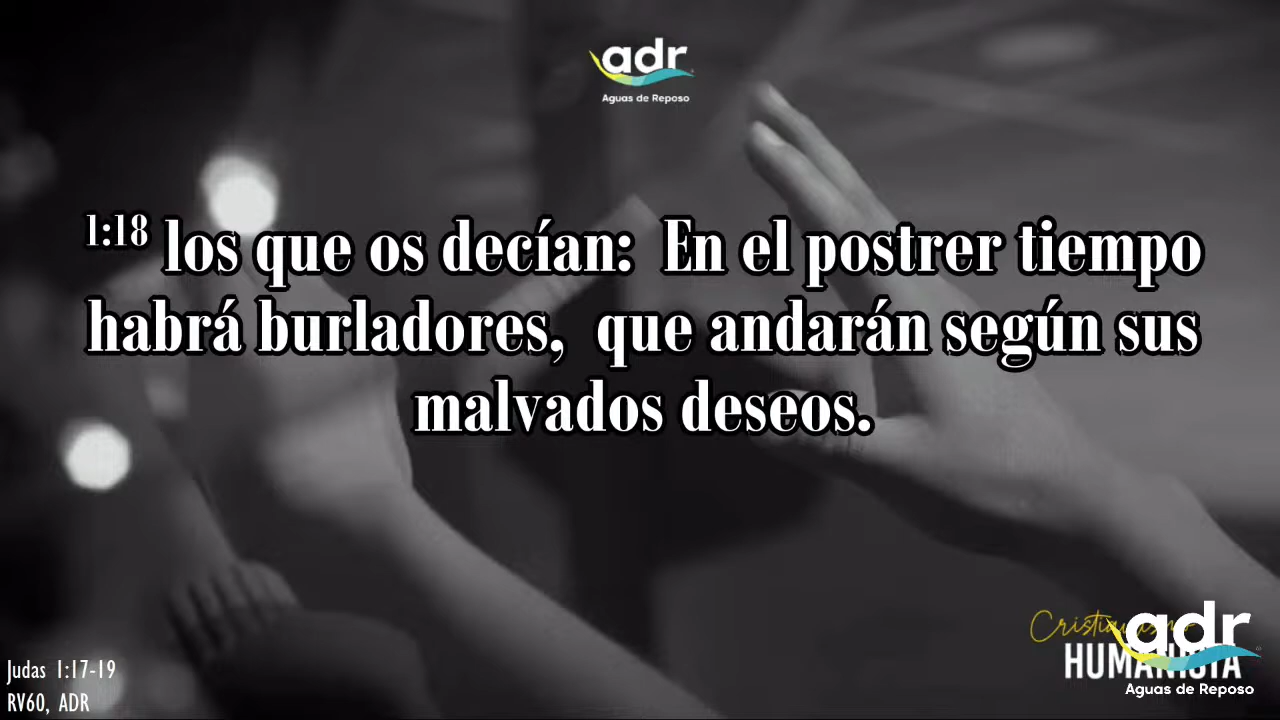 adr
Aguas de Reposo
1:18 los que os decían: En el postrer tiempo
habrá burladores, que andarán según sus
malvados deseos.
Cristianismo
HUMANISTA
adr
Aguas de Reposo
Judas 1:17-19
RV60, ADR